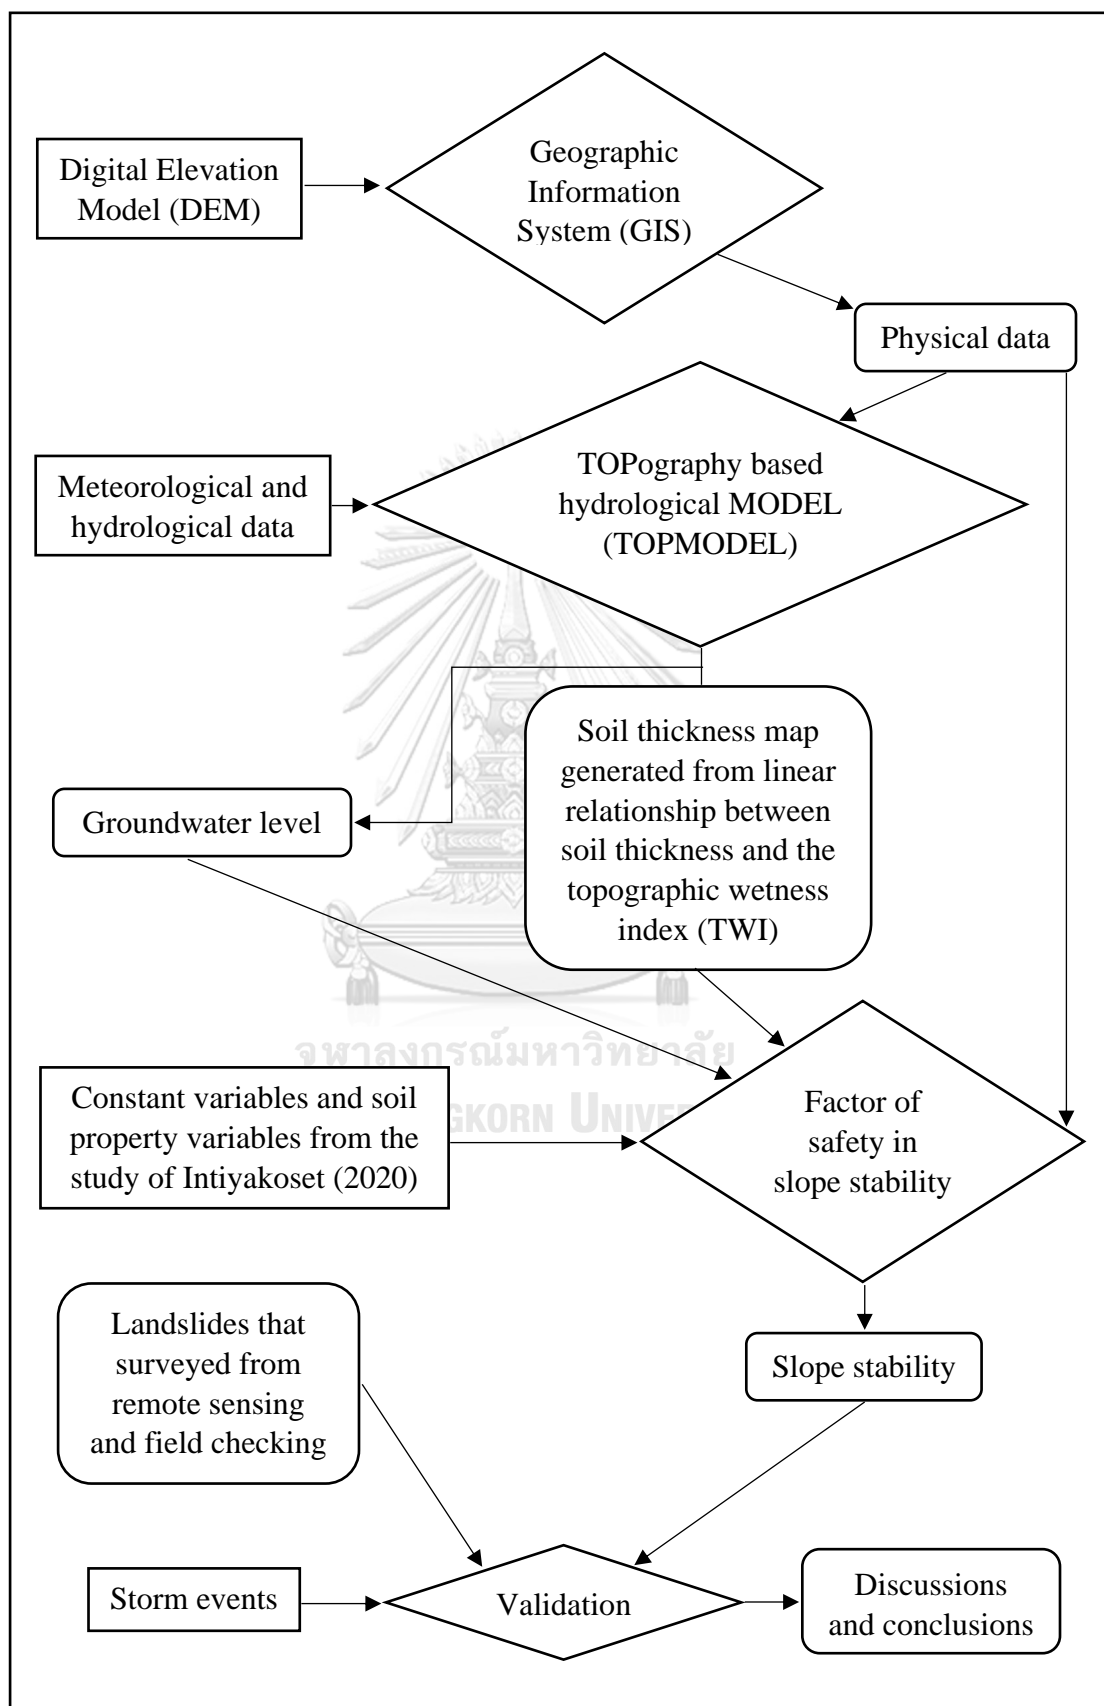 Geographic
Information
System (GIS)
Digital Elevation
Model (DEM)
Physical data
TOPography based
hydrological MODEL
(TOPMODEL)
Meteorological and
hydrological data
Soil thickness map
generated from linear
relationship between
soil thickness and the
topographic wetness
index (TWI)
Groundwater level
จุฬาลงกรณ์มหาวิทยาลัย
GKORN UNIVER
Constant variables and soil
property variables from the
study of Intiyakoset (2020)
Factor of
safety in
slope stability
Landslides that
surveyed from
remote sensing
and field checking
Slope stability
Storm events
Validation
Discussions
and conclusions